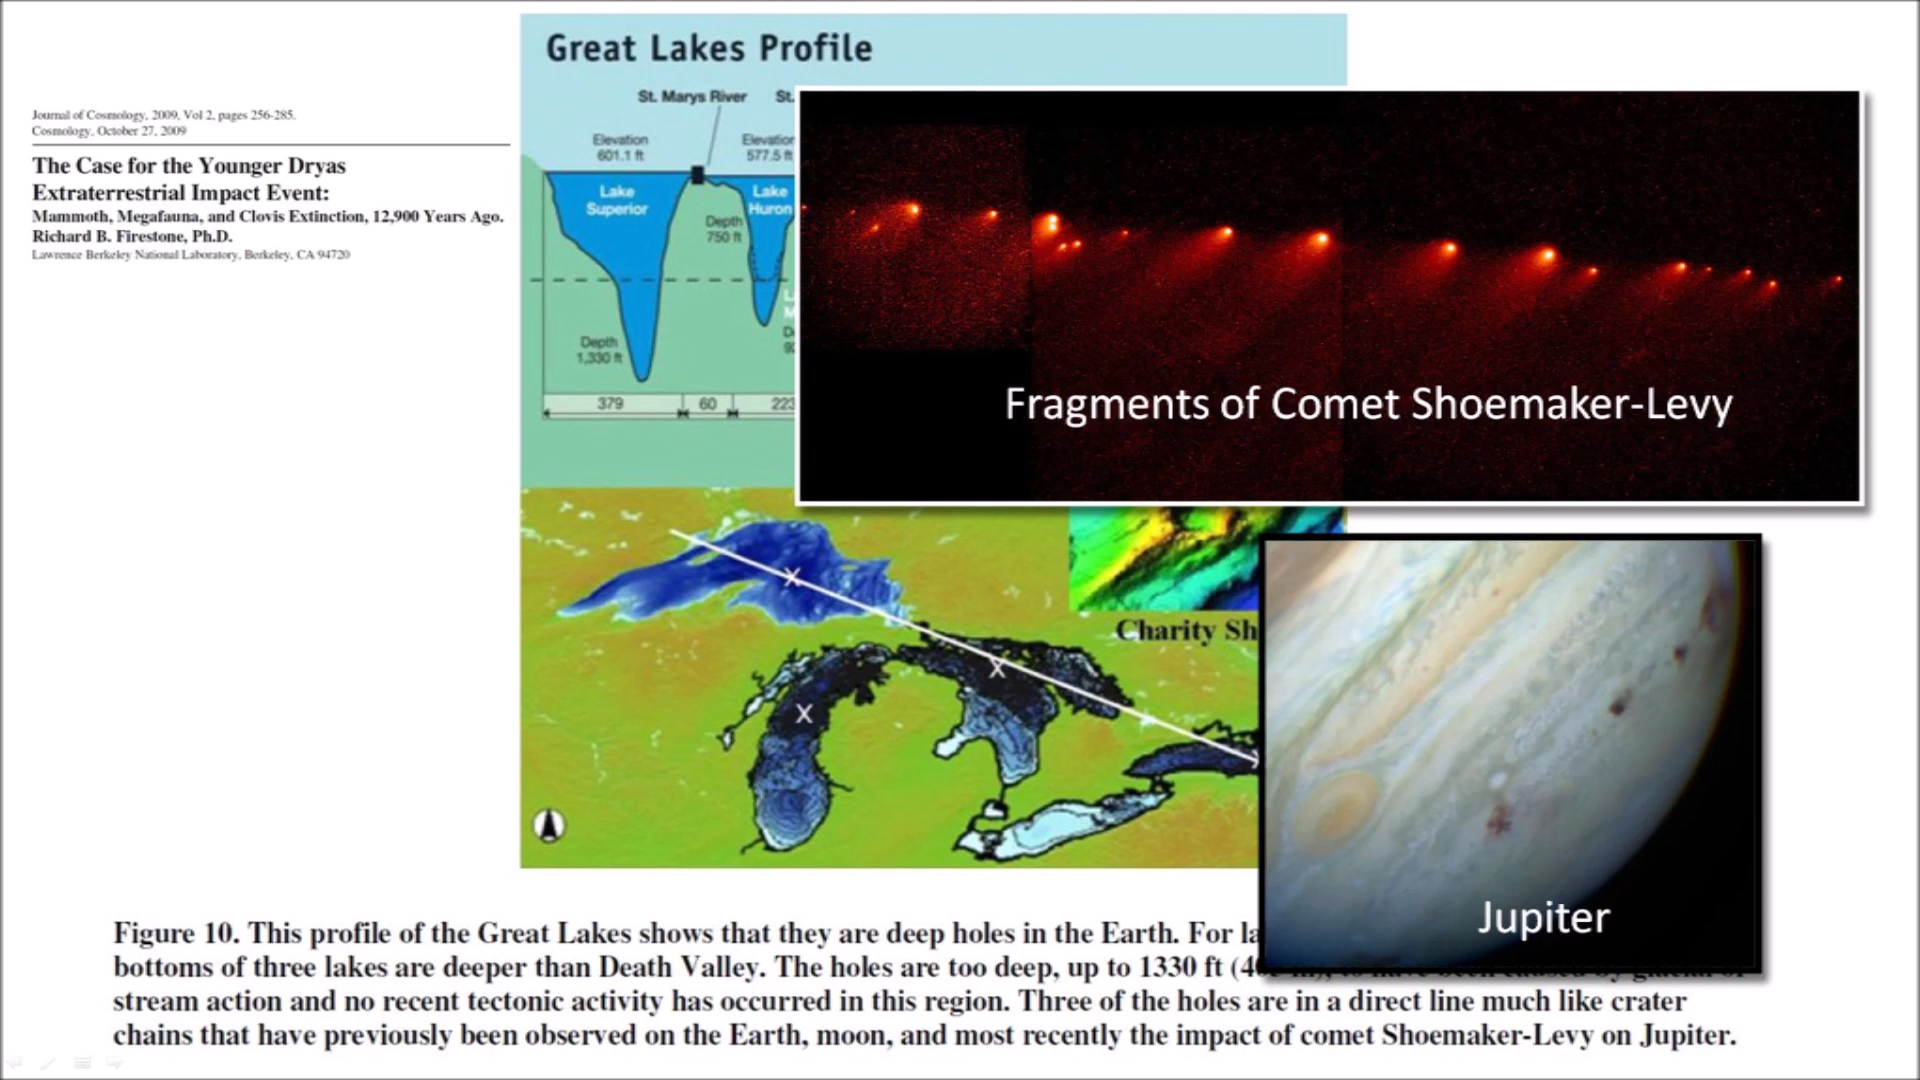 Journal of Cosmology, 2009, Vol 2, pages 256-285.
Cosmology, October 27, 2009
The Case for the Younger Dryas
Extraterrestrial Impact Event:
Mammoth, Megafauna, and Clovis Extinction, 12,900 Years Ago.
Richard B. Firestone, Ph.D.
Lawrence Berkeley National Laboratory, Berkeley, CA 94720
Great Lakes Profile
St. Marys River St.
Elevation
601.1 ft
Elevation
577.5 ft
Lake
Superior
Lake
Huron
Depth
750 ft
Depth
1,330 ft
379 60 223
Fragments of Comet Shoemaker-Levy
X
X
X
Charity Sh
Jupiter
Figure 10. This profile of the Great Lakes shows that they are deep holes in the Earth. For la
bottoms of three lakes are deeper than Death Valley. The holes are too deep, up to 1330 ft
stream action and no recent tectonic activity has occurred in this region. Three of the holes are in a direct line much like crater
chains that have previously been observed on the Earth, moon, and most recently the impact of comet Shoemaker-Levy on Jupiter.